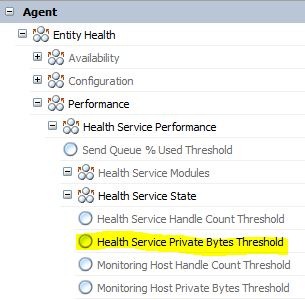 Agent
Entity Health
Availability
Configuration
Performance
Health Service Performance
Send Queue % Used Threshold
Health Service Modules
Health Service State
Health Service Handle Count Threshold
Health Service Private Bytes Threshold
Monitoring Host Handle Count Threshold
Monitoring Host Private Bytes Threshold